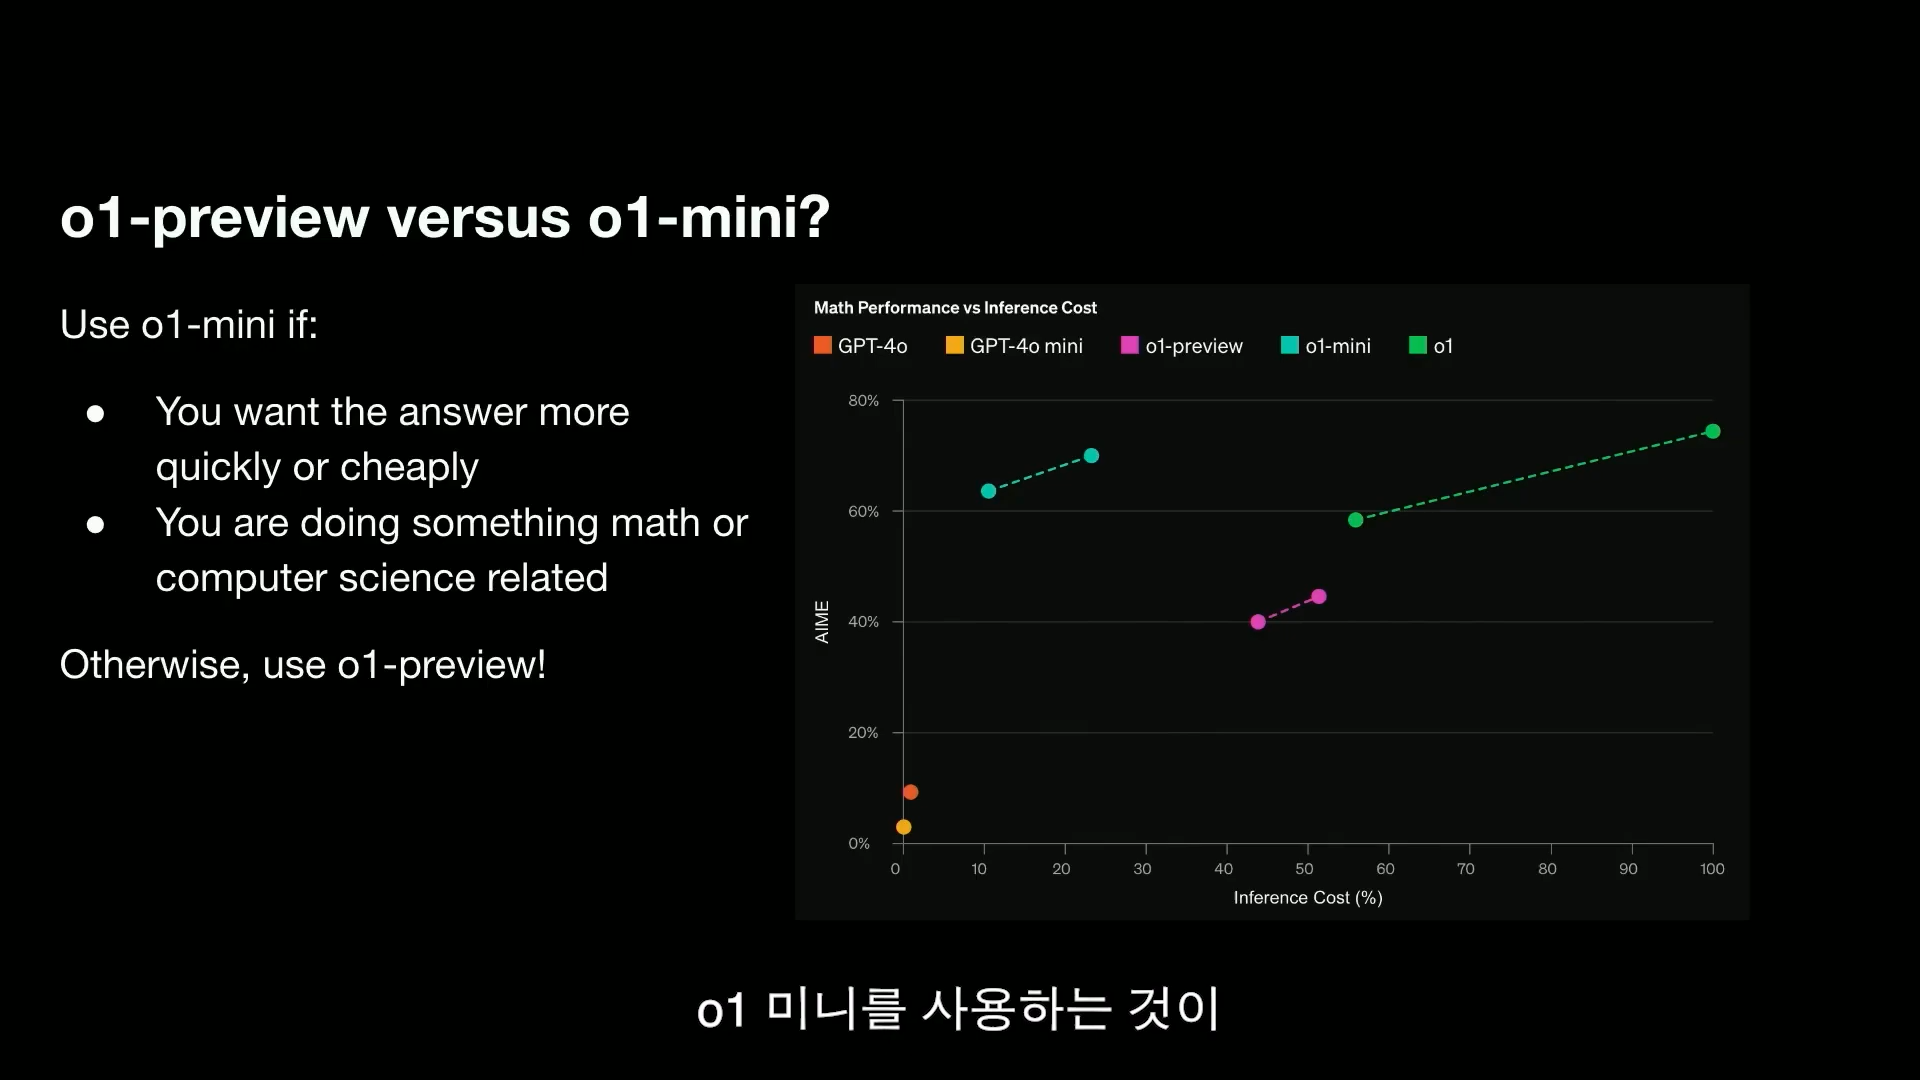 o1-preview versus o1-mini?
Use o1-mini if:
● You want the answer more
quickly or cheaply
● You are doing something math or
computer science related
Otherwise, use o1-preview!
Math Performance vs Inference Cost
GPT-4o GPT-4o mini o1-preview o1-mini o1
80%
60%
40%
20%
0%
AIME
0 10 20 30 40 50 60 70 80 90 100
Inference Cost (%)
o1 미니를 사용하는 것이